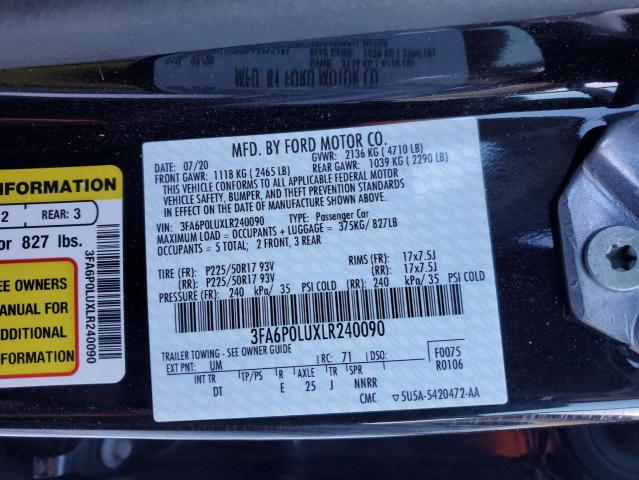 MFD. BY FORD MOTOR CO.
07/20
GVWR: 2136 KG ( 4710 LB)
FRONT GAWR: 1118 KG ( 2465 LB)
REAR GAWR: 1039 KG ( 2290 LB)
THIS VEHICLE CONFORMS TO ALL APPLICABLE FEDERAL MOTOR
VEHICLE SAFETY, BUMPER, AND THEFT PREVENTION STANDARDS
IN EFFECT ON THE DATE OF MANUFACTURE SHOWN ABOVE
VIN: 3FA6P0LUXLR240090 TYPE: Passenger Car
MAXIMUM LOAD = OCCUPANTS + LUGGAGE = 375KG/ 827LB
OCCUPANTS = 5 TOTAL; 2 FRONT, 3 REAR
TIRE (FR): P225/50R17 93V RIMS (FR): 17x7.5J
(RR): P225/50R17 93V (RR): 17x7.5J
PRESSURE (FR): 240 kPa/ 35 PSI COLD (RR): 240 kPa/ 35 PSI COLD
3FA6P0LUXLR240090
TRAILER TOWING - SEE OWNER GUIDE
EXT PNT: UM RC: 71 DSO: F0075
R0106
INT TR TP/PS R AXLE TR SPR
DT E 25 J NNRR
CMC 5U5A-5420472-AA
INFORMATION
2 REAR: 3
or 827 lbs.
EE OWNERS
MANUAL FOR
ADDITIONAL
FORMATION
3FA6P0LUXLR240090
MFD. BY FORD MOTOR CO.